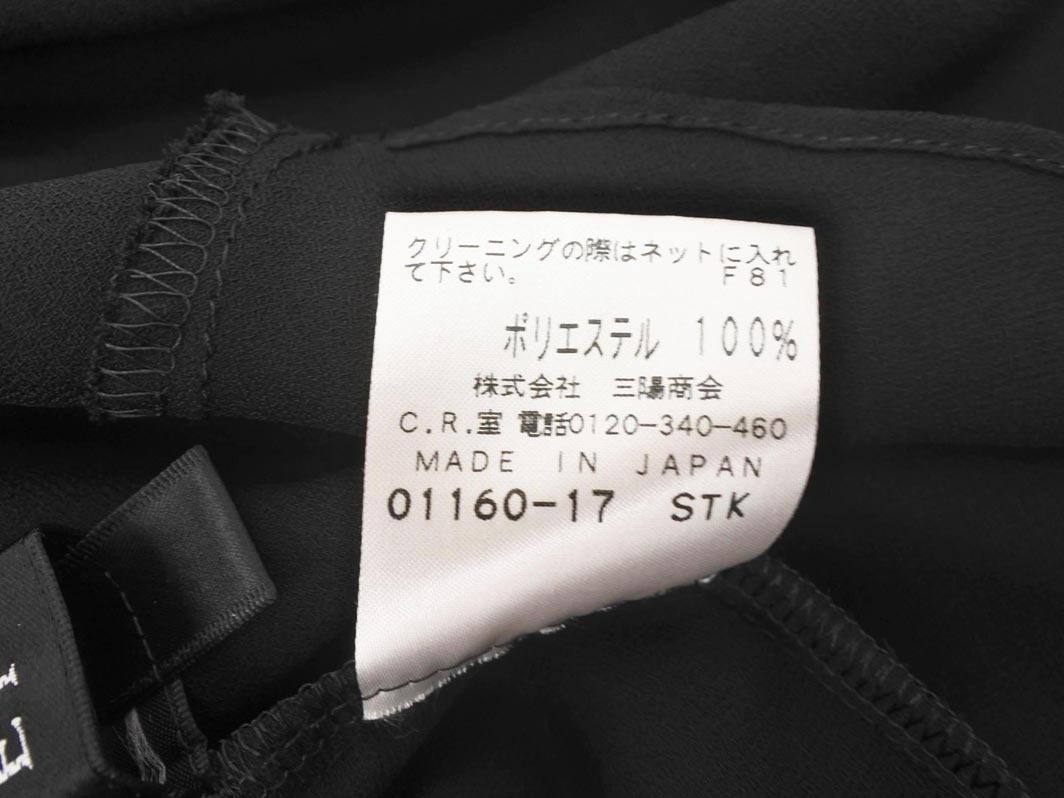 クリーニングの際はネットに入れ
て下さい。 F81
ポリエステル 100%
株式会社 三陽商会
C.R.室 電話0120-340-460
MADE IN JAPAN
01160-17 STK